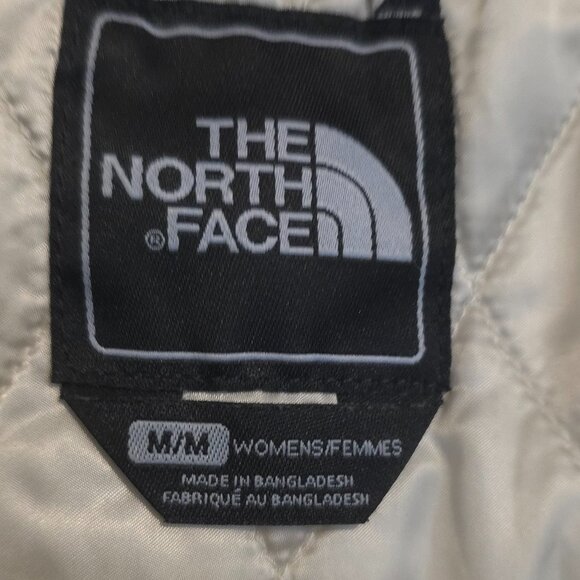 THE
NORTH
®FACE
M/M WOMENS/FEMMES
MADE IN BANGLADESH
FABRIQUÉ AU BANGLADESH